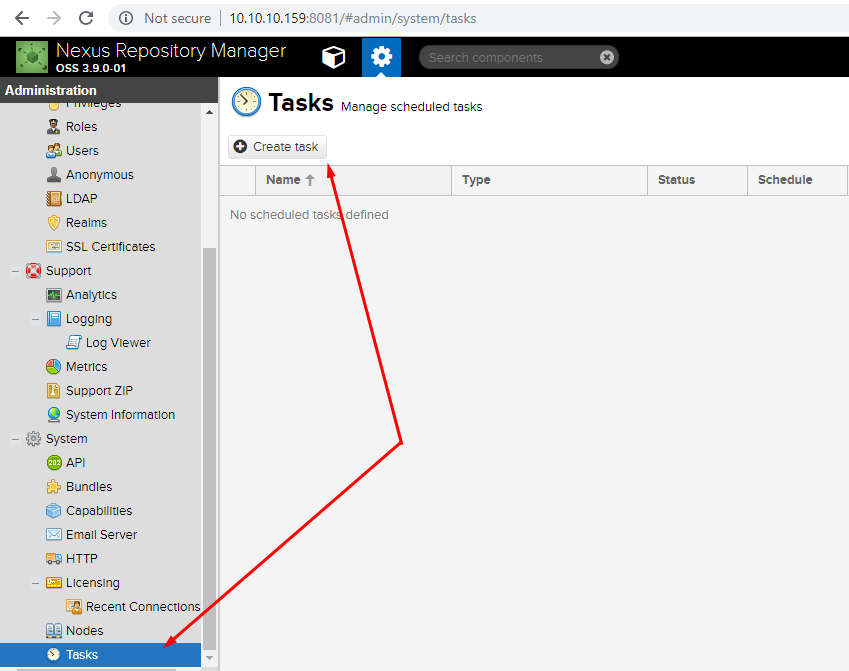 Not secure | 10.10.10.159:8081/#admin/system/tasks
Nexus Repository Manager
OSS 3.9.0-01
Search components
Administration
Privileges
Roles
Users
Anonymous
LDAP
Realms
SSL Certificates
Support
Analytics
Logging
Log Viewer
Metrics
Support ZIP
System Information
System
202 API
Bundles
Capabilities
Email Server
HTTP
Licensing
Recent Connections
Nodes
Tasks
Tasks Manage scheduled tasks
Create task
Name Type Status Schedule
No scheduled tasks defined